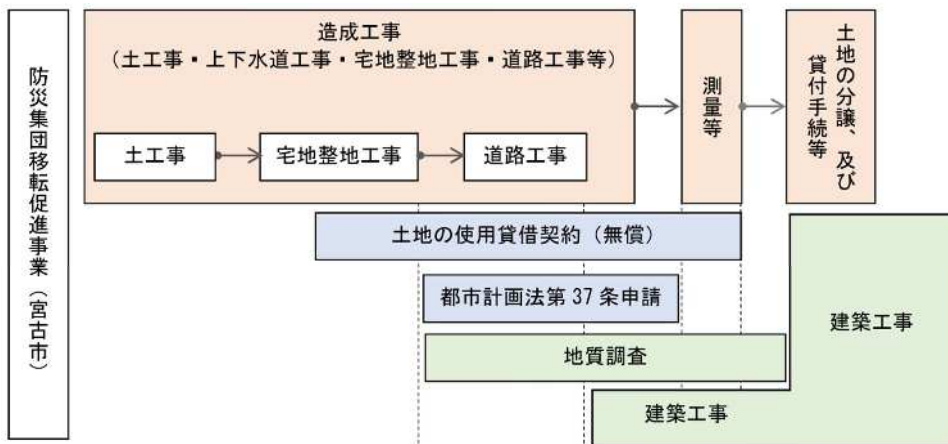 防災集団移転促進事業（宮古市）
造成工事
（土工事・上下水道工事・宅地整地工事・道路工事等）
土工事
宅地整地工事
道路工事
測量等
土地の分譲、及び
貸付手続等
土地の使用貸借契約（無償）
都市計画法第 37 条申請
地質調査
建築工事
建築工事